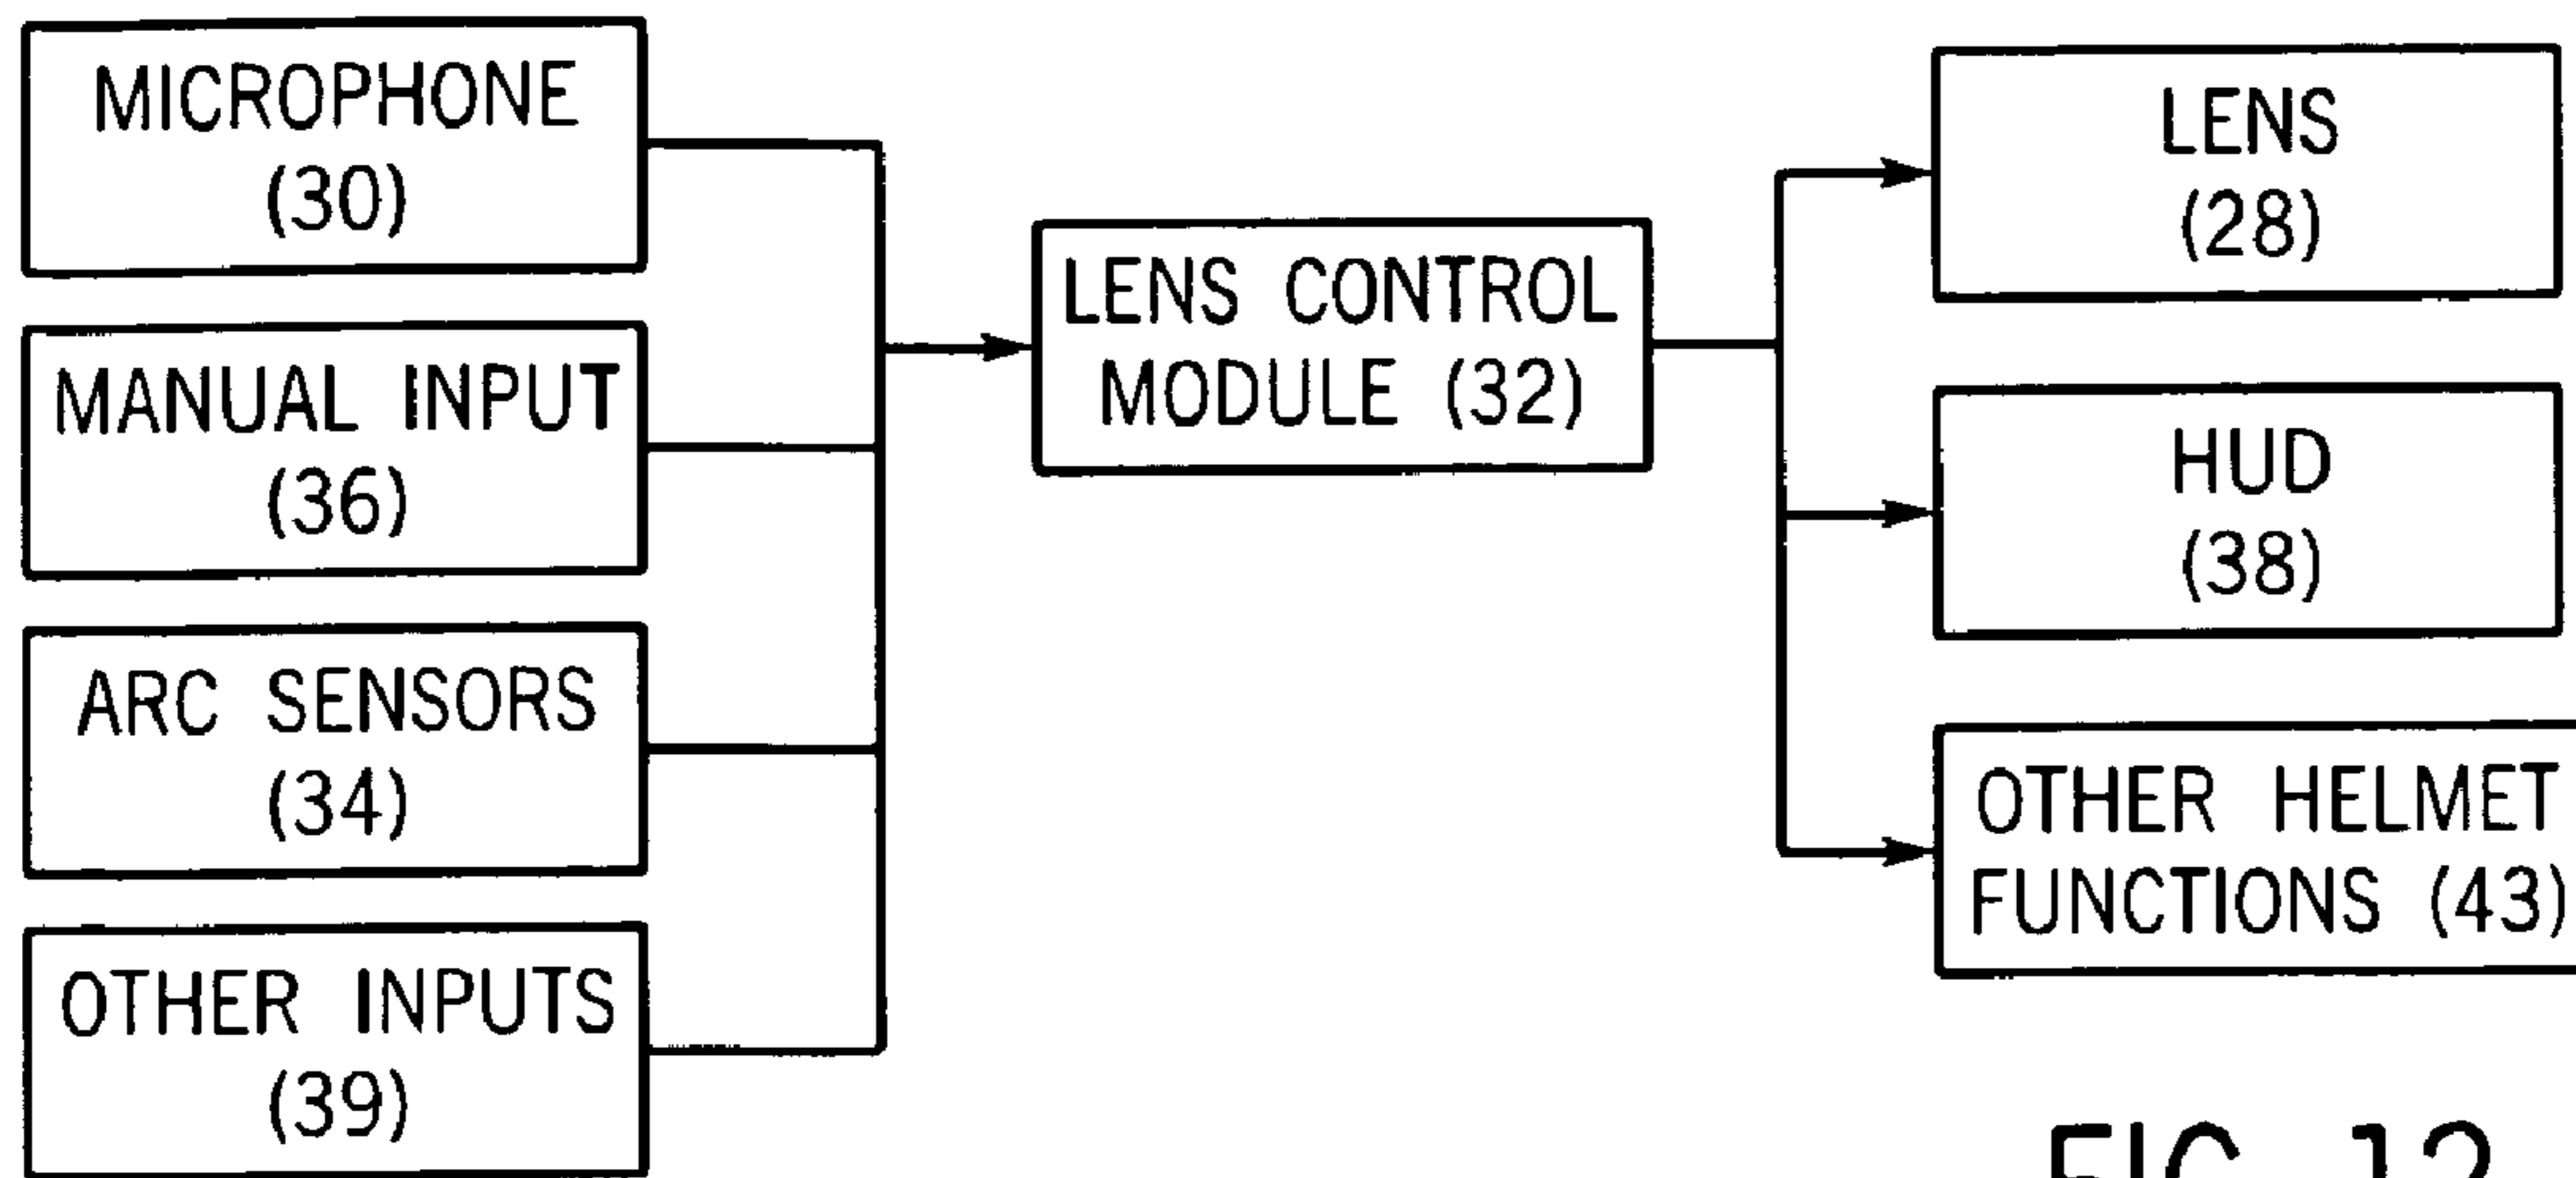 MICROPHONE
(30)
MANUAL INPUT
(36)
ARC SENSORS
(34)
OTHER INPUTS
(39)
LENS CONTROL
MODULE (32)
LENS
(28)
HUD
(38)
OTHER HELMET
FUNCTIONS (43)